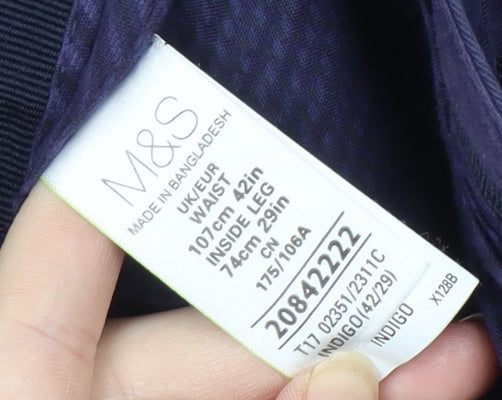 M&S
MADE IN BANGLADESH
UK/EUR
WAIST
107cm 42in
INSIDE LEG
74cm 29in
CN
175/106A
20842222
T17 02351/2311C
INDIGO(42/29)
INDIGO
X128B